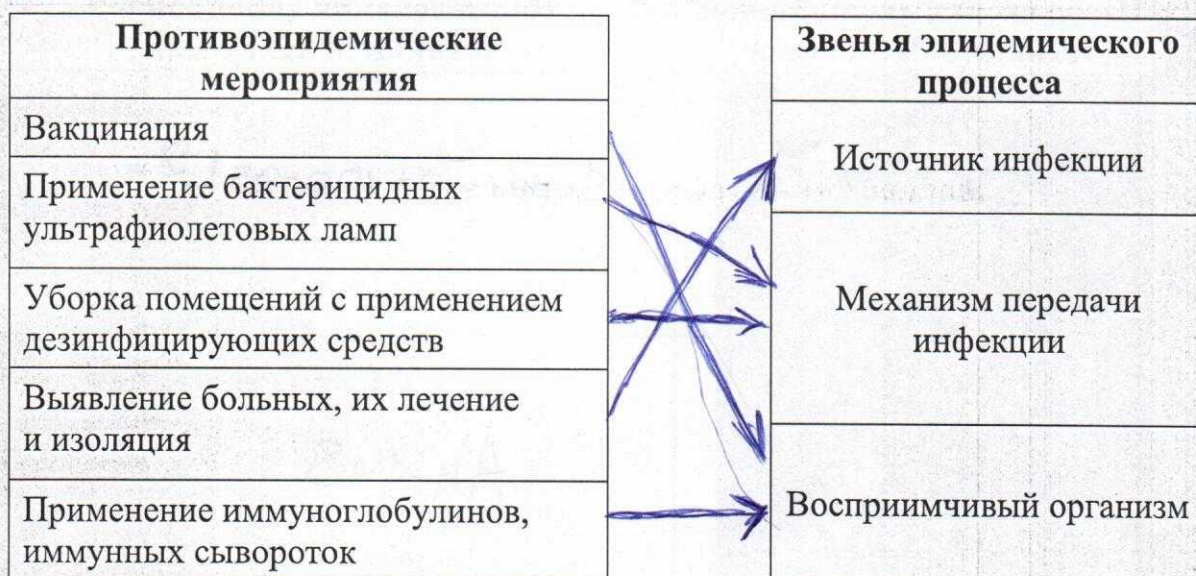 Противоэпидемические
мероприятия
Вакцинация
Применение бактерицидных
ультрафиолетовых ламп
Уборка помещений с применением
дезинфицирующих средств
Выявление больных, их лечение
и изоляция
Применение иммуноглобулинов,
иммунных сывороток
Звенья эпидемического
процесса
Источник инфекции
Механизм передачи
инфекции
Восприимчивый организм